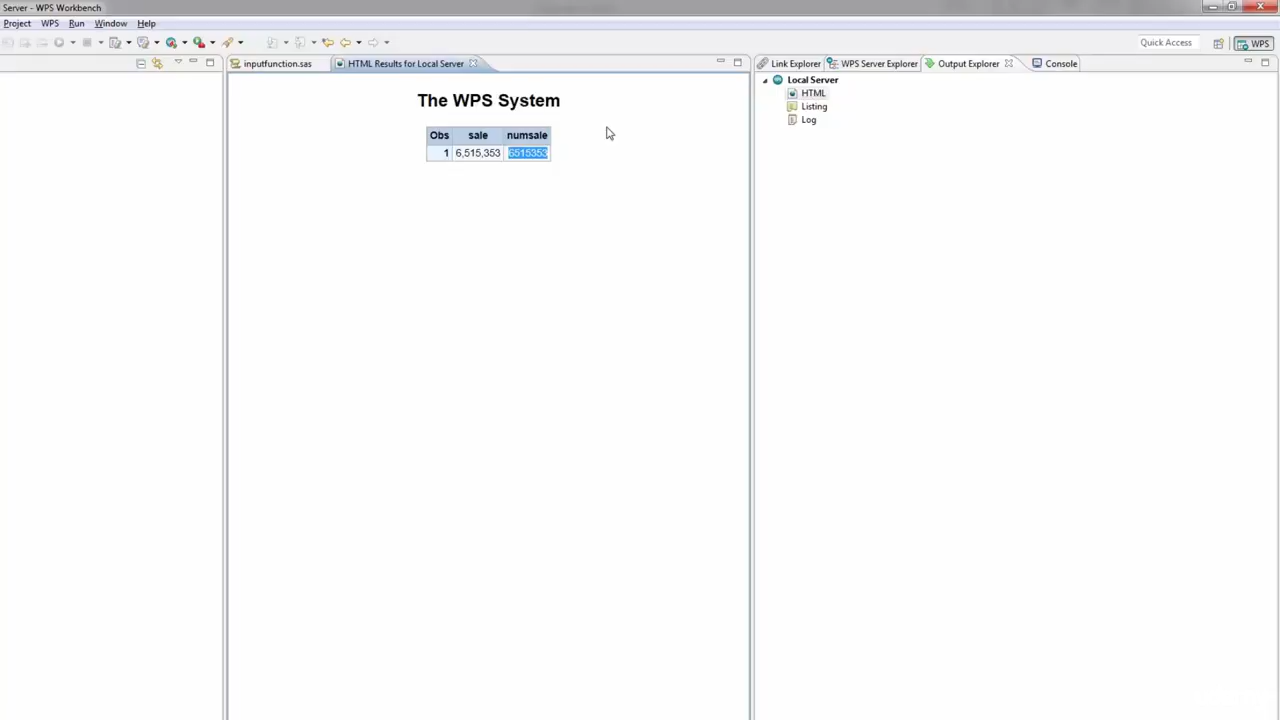 Server - WPS Workbench
Project WPS Run Window Help
Quick Access WPS
inputfunction.sas HTML Results for Local Server Link Explorer WPS Server Explorer Output Explorer Console
Local Server
HTML
Listing
Log
The WPS System
Obs sale numsale
1 6,515,353 6515353